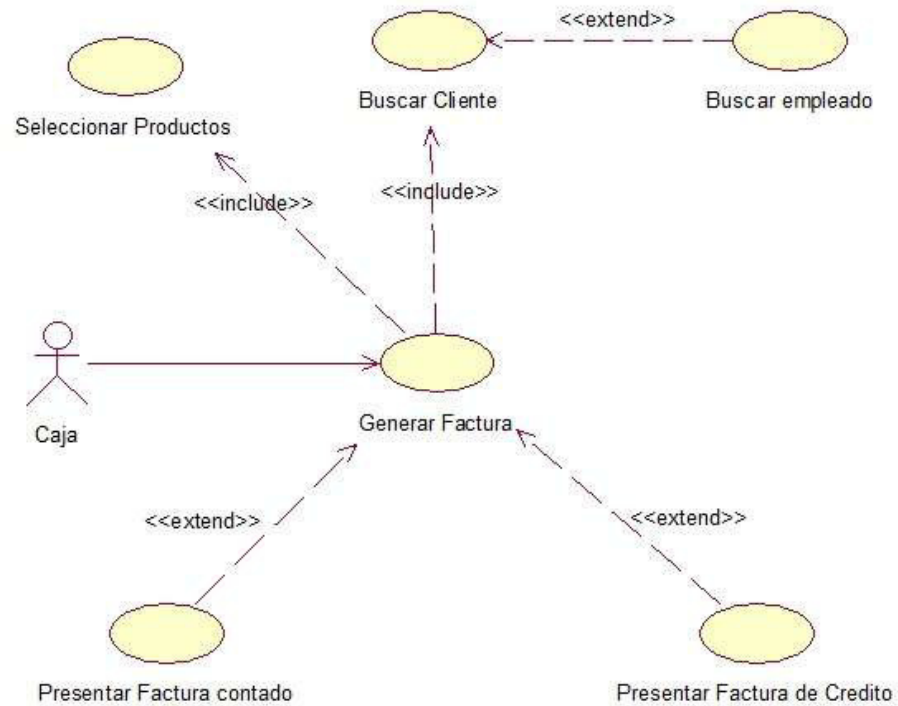 <<extend>>
Buscar Cliente
Buscar empleado
Seleccionar Productos
<<include>>
<<include>>
Generar Factura
Caja
<<extend>>
<<extend>>
Presentar Factura contado
Presentar Factura de Credito